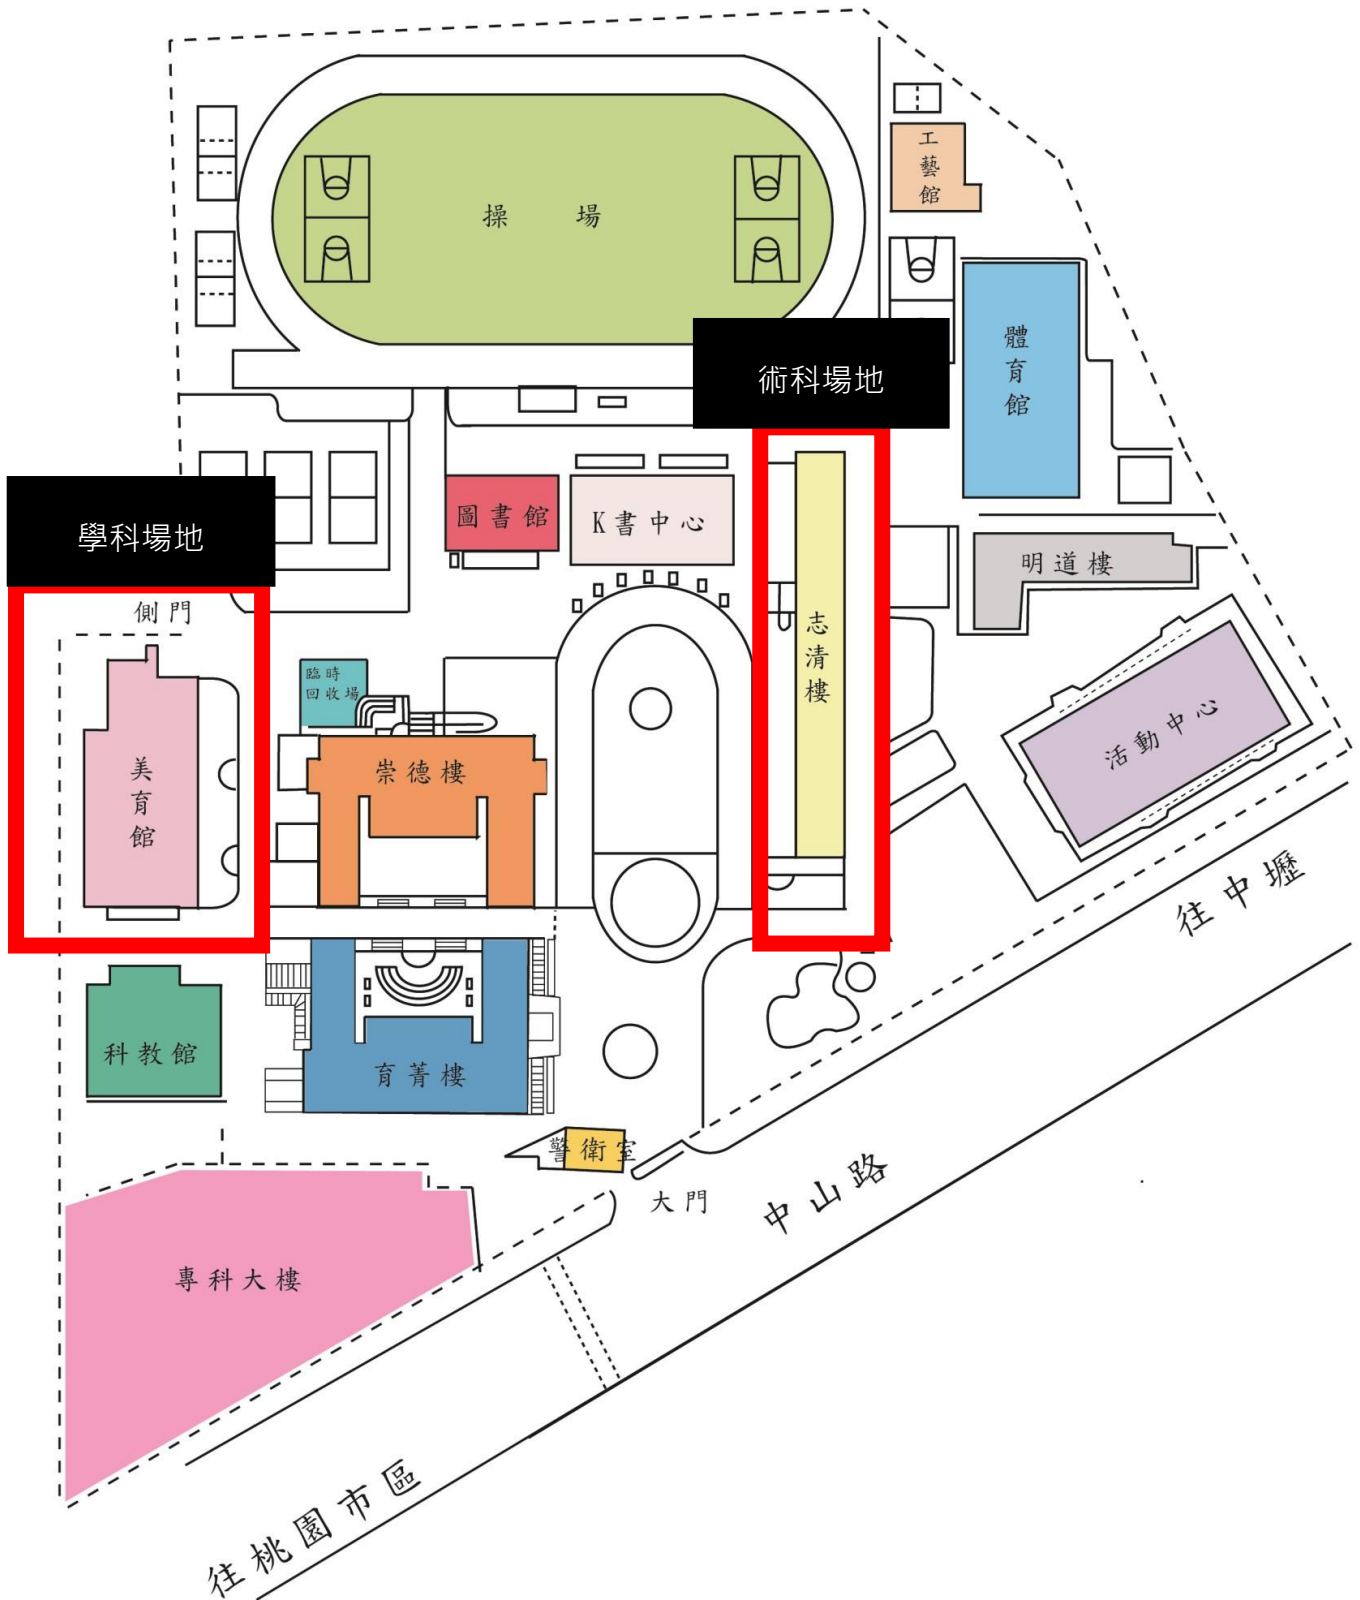 工藝館
操場
體育館
術科場地
圖書館
K書中心
學科場地
明道樓
側門
志清樓
臨時
回收場
活動中心
崇德樓
美育館
往中壢
科教館
育菁樓
警衛室
大門
中山路
專科大樓
往桃園市區